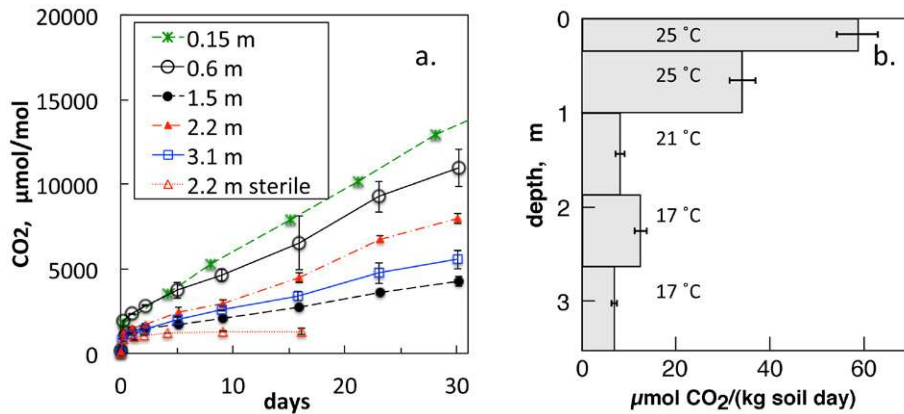 a.
0.15 m
0.6 m
1.5 m
2.2 m
3.1 m
2.2 m sterile
20000
15000
10000
5000
0
CO2, µmol/mol
0 10 20 30
days
b.
25 ˚C
25 ˚C
21 ˚C
17 ˚C
17 ˚C
0
1
2
3
depth, m
0 20 40 60
µmol CO₂/(kg soil day)